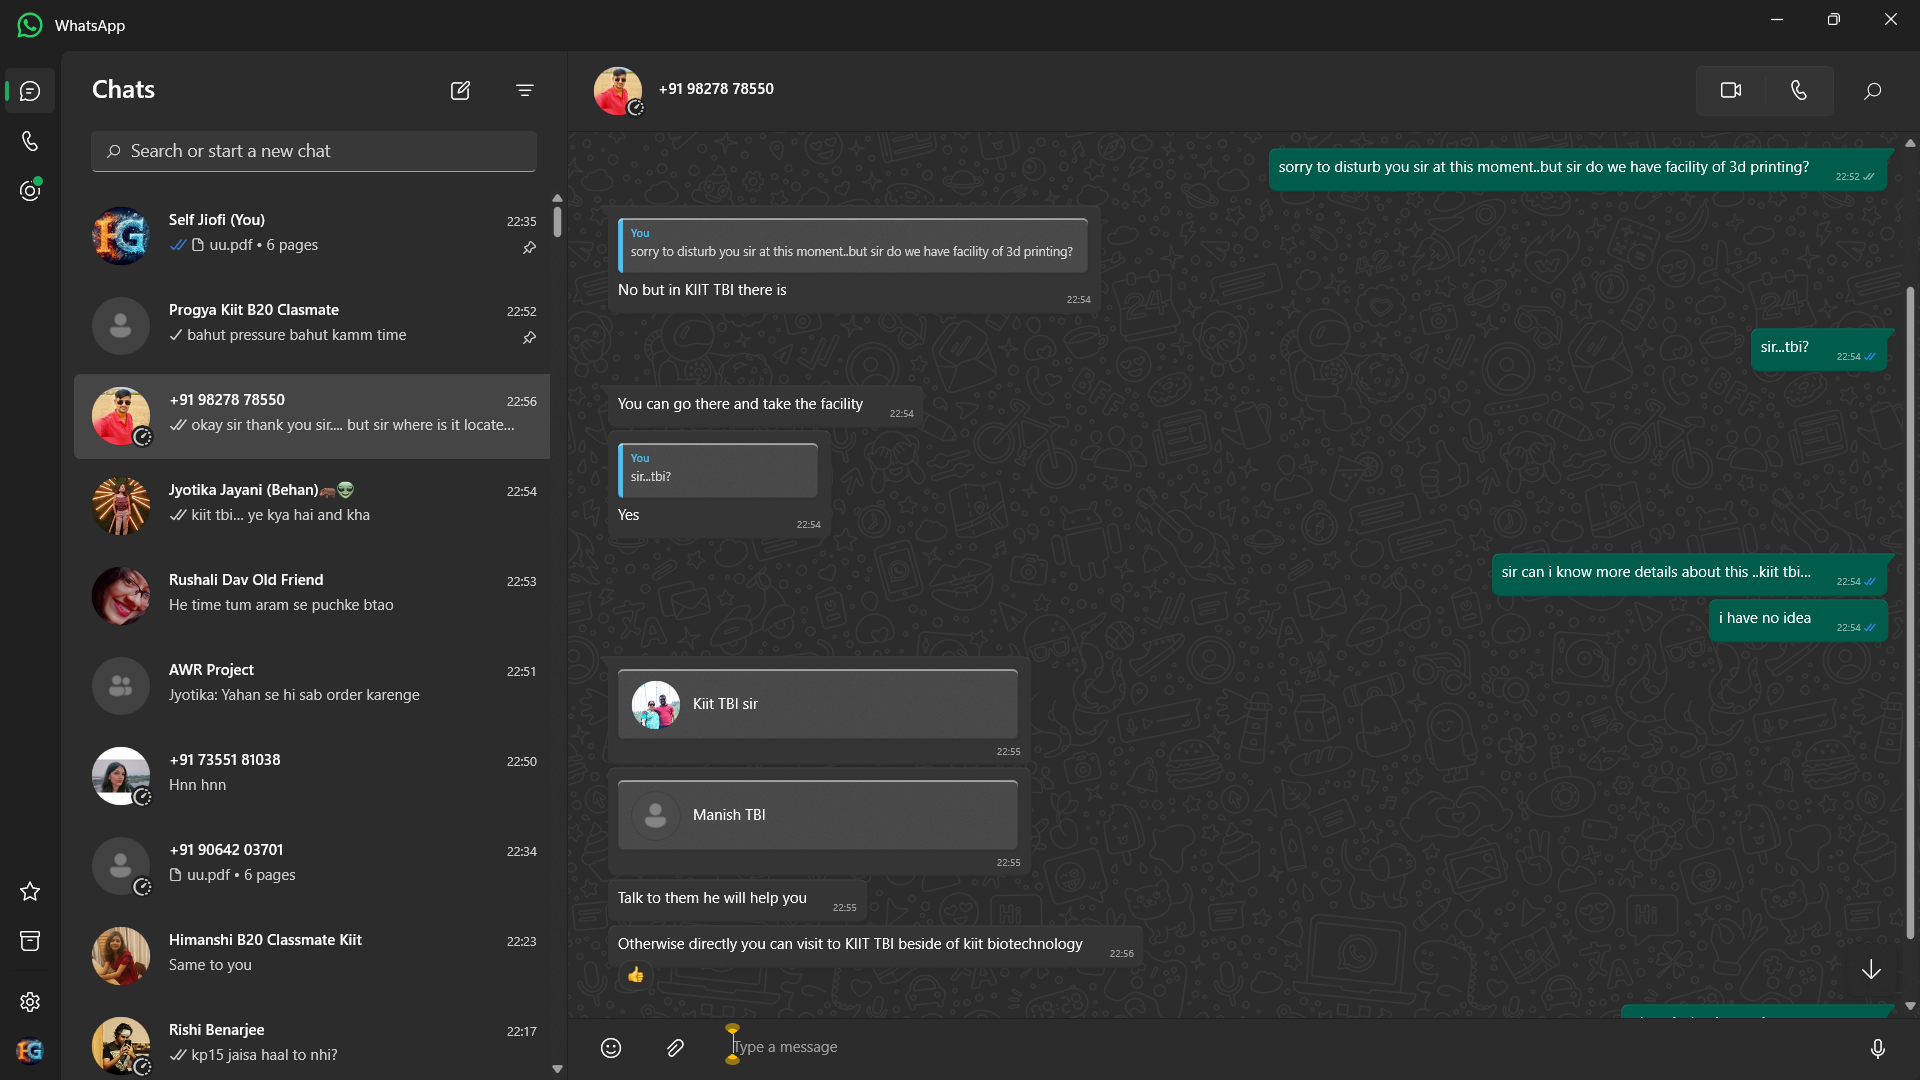 WhatsApp
Chats
Search or start a new chat
Self Jiofi (You)
22:35
uu.pdf • 6 pages
Progya Kiit B20 Clasmate
22:52
bahut pressure bahut kamm time
+91 98278 78550
22:56
okay sir thank you sir.... but sir where is it locate...
Jyotika Jayani (Behan)
22:54
kiit tbi... ye kya hai and kha
Rushali Dav Old Friend
22:53
He time tum aram se puchke btao
AWR Project
22:51
Jyotika: Yahan se hi sab order karenge
+91 73551 81038
22:50
Hnn hnn
+91 90642 03701
22:34
uu.pdf • 6 pages
Himanshi B20 Classmate Kiit
22:23
Same to you
Rishi Benarjee
22:17
kp15 jaisa haal to nhi?
+91 98278 78550
sorry to disturb you sir at this moment..but sir do we have facility of 3d printing?
22:52
You
sorry to disturb you sir at this moment..but sir do we have facility of 3d printing?
No but in KIIT TBI there is
22:54
sir...tbi?
22:54
You can go there and take the facility
22:54
You
sir...tbi?
Yes
22:54
sir can i know more details about this ..kiit tbi...
22:54
i have no idea
22:54
Kiit TBI sir
22:55
Manish TBI
22:55
Talk to them he will help you
22:55
Otherwise directly you can visit to KIIT TBI beside of kiit biotechnology
22:56
Type a message